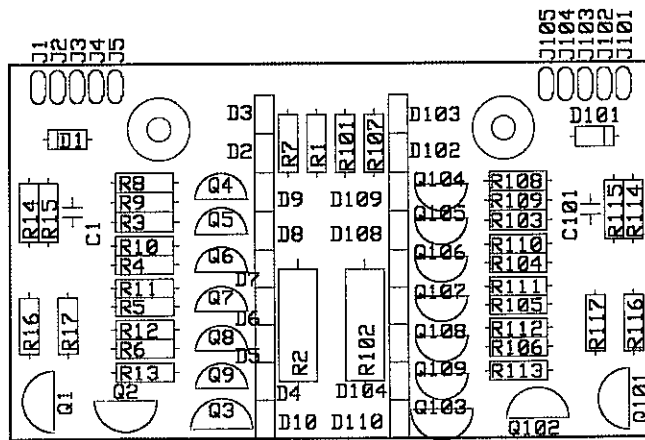 J1
J2
J3
J4
J5
J105
J104
J103
J102
J101
D1
D3
D2
R7
R1
R101
R107
D103
D102
D101
R14
R15
C1
R8
R9
R3
R10
R4
R11
R5
R12
R6
R13
Q4
Q5
Q6
Q7
Q8
Q9
Q3
D9
D8
D7
D6
D5
D4
D10
D109
D108
D104
D110
R2
R102
Q104
Q105
Q106
Q107
Q108
Q109
Q103
R108
R109
R103
R110
R104
R111
R105
R112
R106
R113
C101
R115
R114
R16
R17
R117
R116
Q1
Q2
Q102
Q101